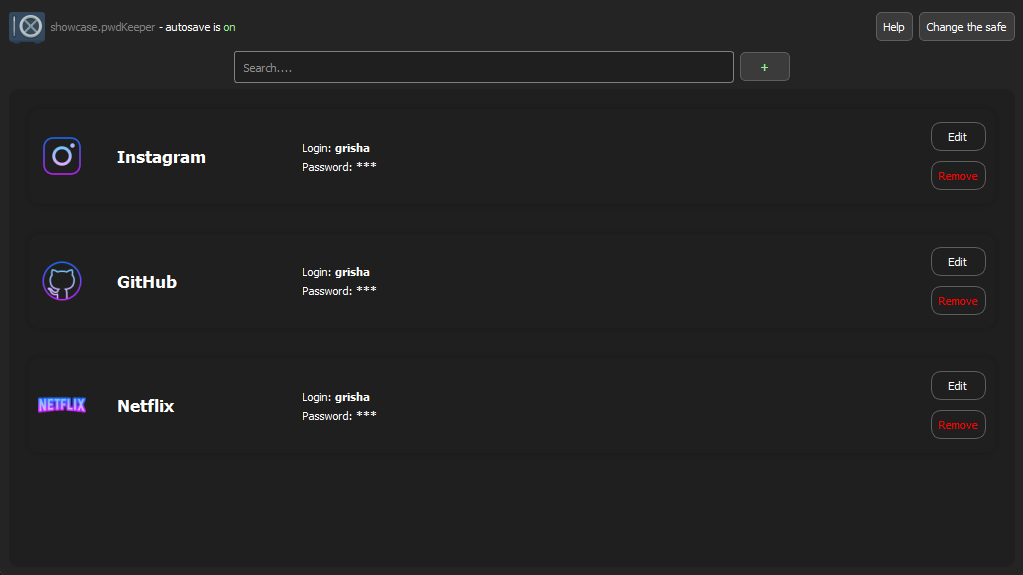 showcase.pwdKeeper - autosave is on
Help
Change the safe
Search....
+
Instagram
Login: grisha
Password: ***
Edit
Remove
GitHub
Login: grisha
Password: ***
Edit
Remove
NETFLIX
Netflix
Login: grisha
Password: ***
Edit
Remove